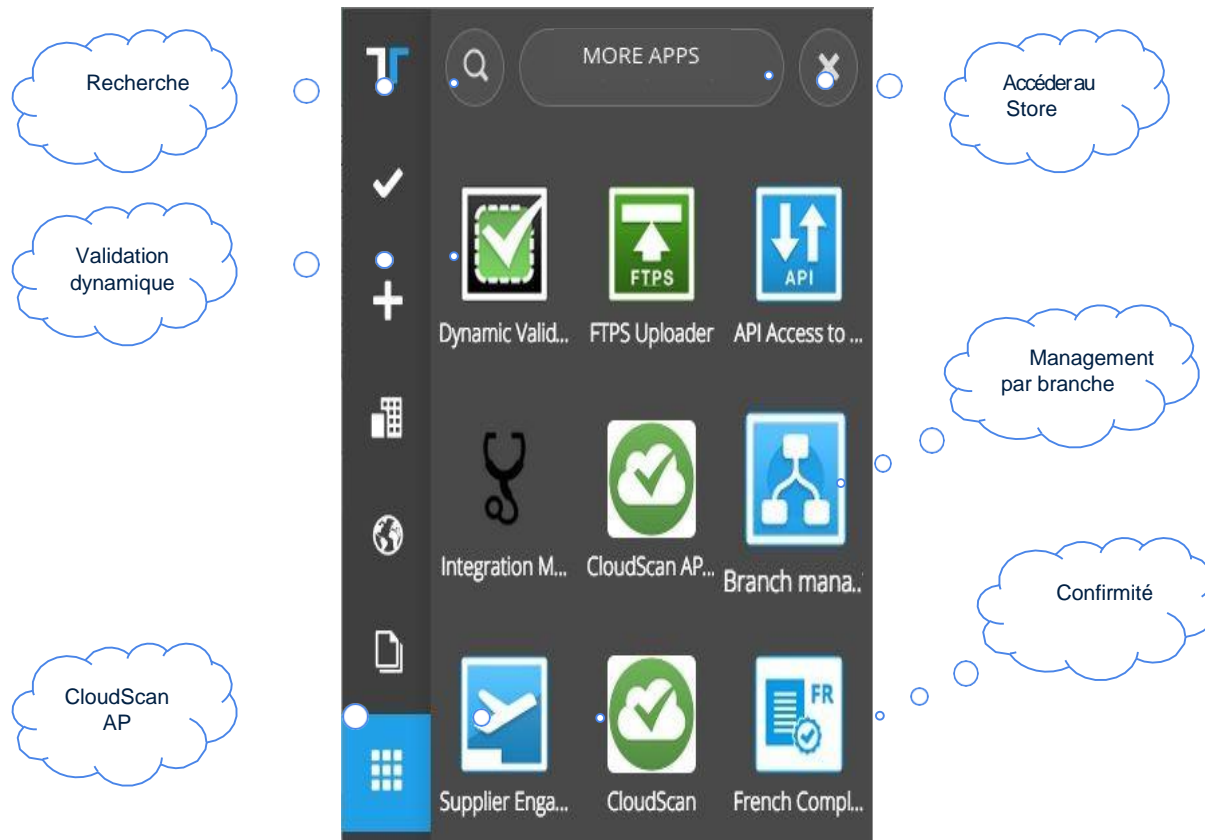 Recherche
MORE APPS
Accéder au
Store
Validation
dynamique
FTPS
API
Dynamic Valid...
FTPS Uploader
API Access to ...
Management
par branche
Integration M...
CloudScan AP...
Branch mana..
Confirmité
CloudScan
AP
FR
Supplier Enga...
CloudScan
French Compl...